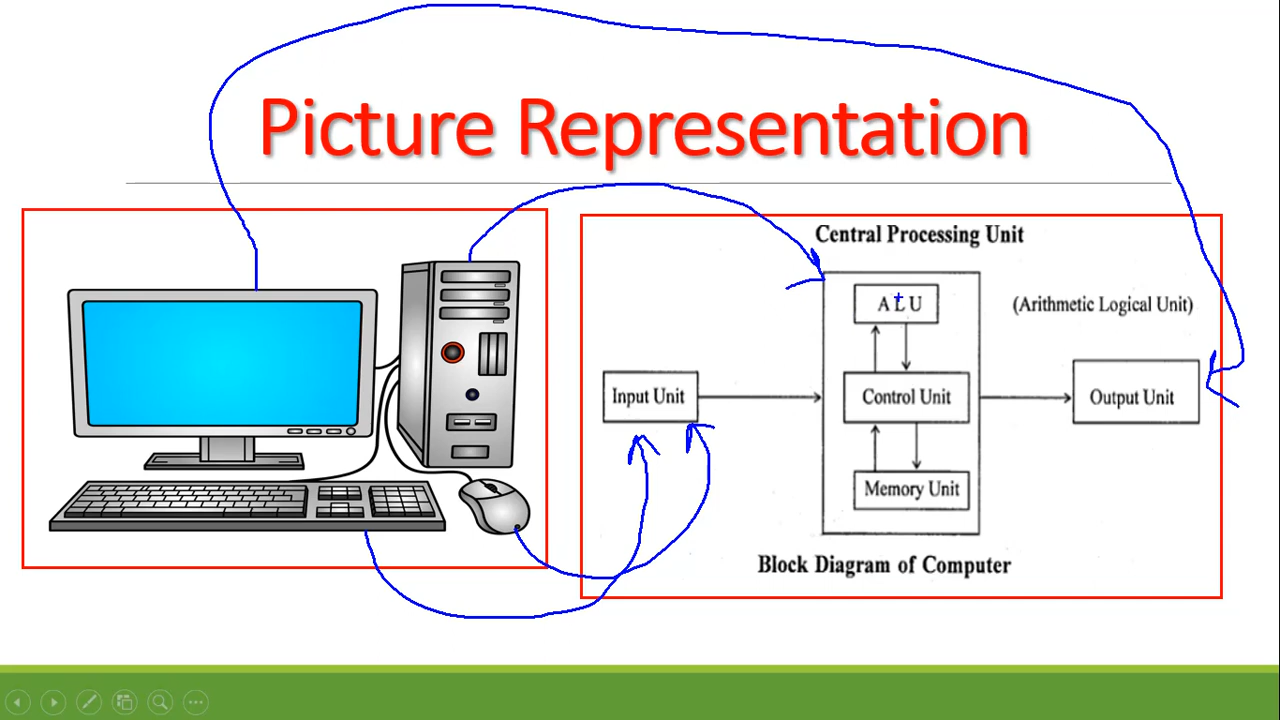 Picture Representation
Central Processing Unit
A L U
(Arithmetic Logical Unit)
Input Unit
Control Unit
Output Unit
Memory Unit
Block Diagram of Computer